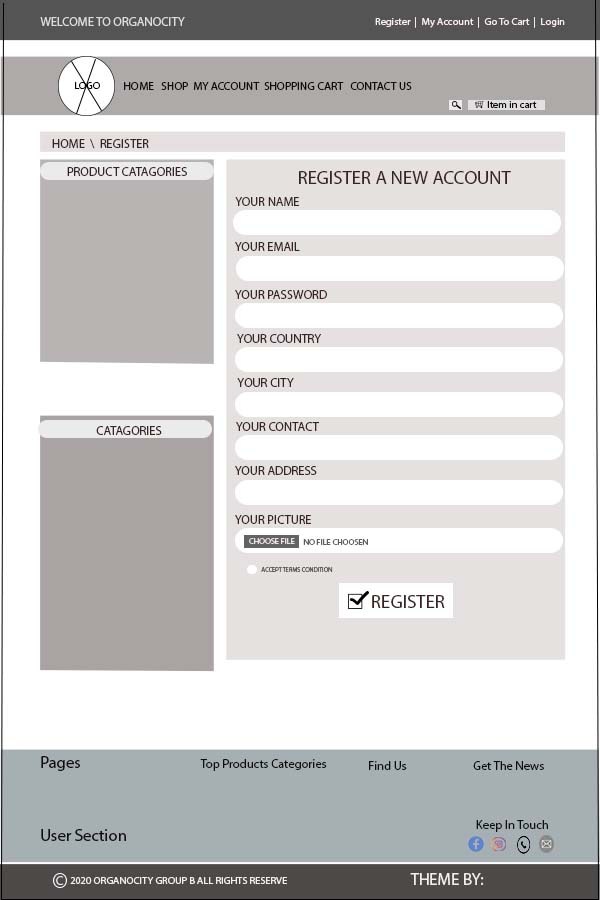 WELCOME TO ORGANOCITY
Register | My Account | Go To Cart | Login
LOGO
HOME SHOP MY ACCOUNT SHOPPING CART CONTACT US
Item in cart
HOME \ REGISTER
PRODUCT CATAGORIES
CATAGORIES
REGISTER A NEW ACCOUNT
YOUR NAME
YOUR EMAIL
YOUR PASSWORD
YOUR COUNTRY
YOUR CITY
YOUR CONTACT
YOUR ADDRESS
YOUR PICTURE
CHOOSE FILE NO FILE CHOOSEN
ACCEPT TERMS CONDITION
REGISTER
Pages
Top Products Categories
Find Us
Get The News
User Section
Keep In Touch
© 2020 ORGANOCITY GROUP B ALL RIGHTS RESERVE
THEME BY: